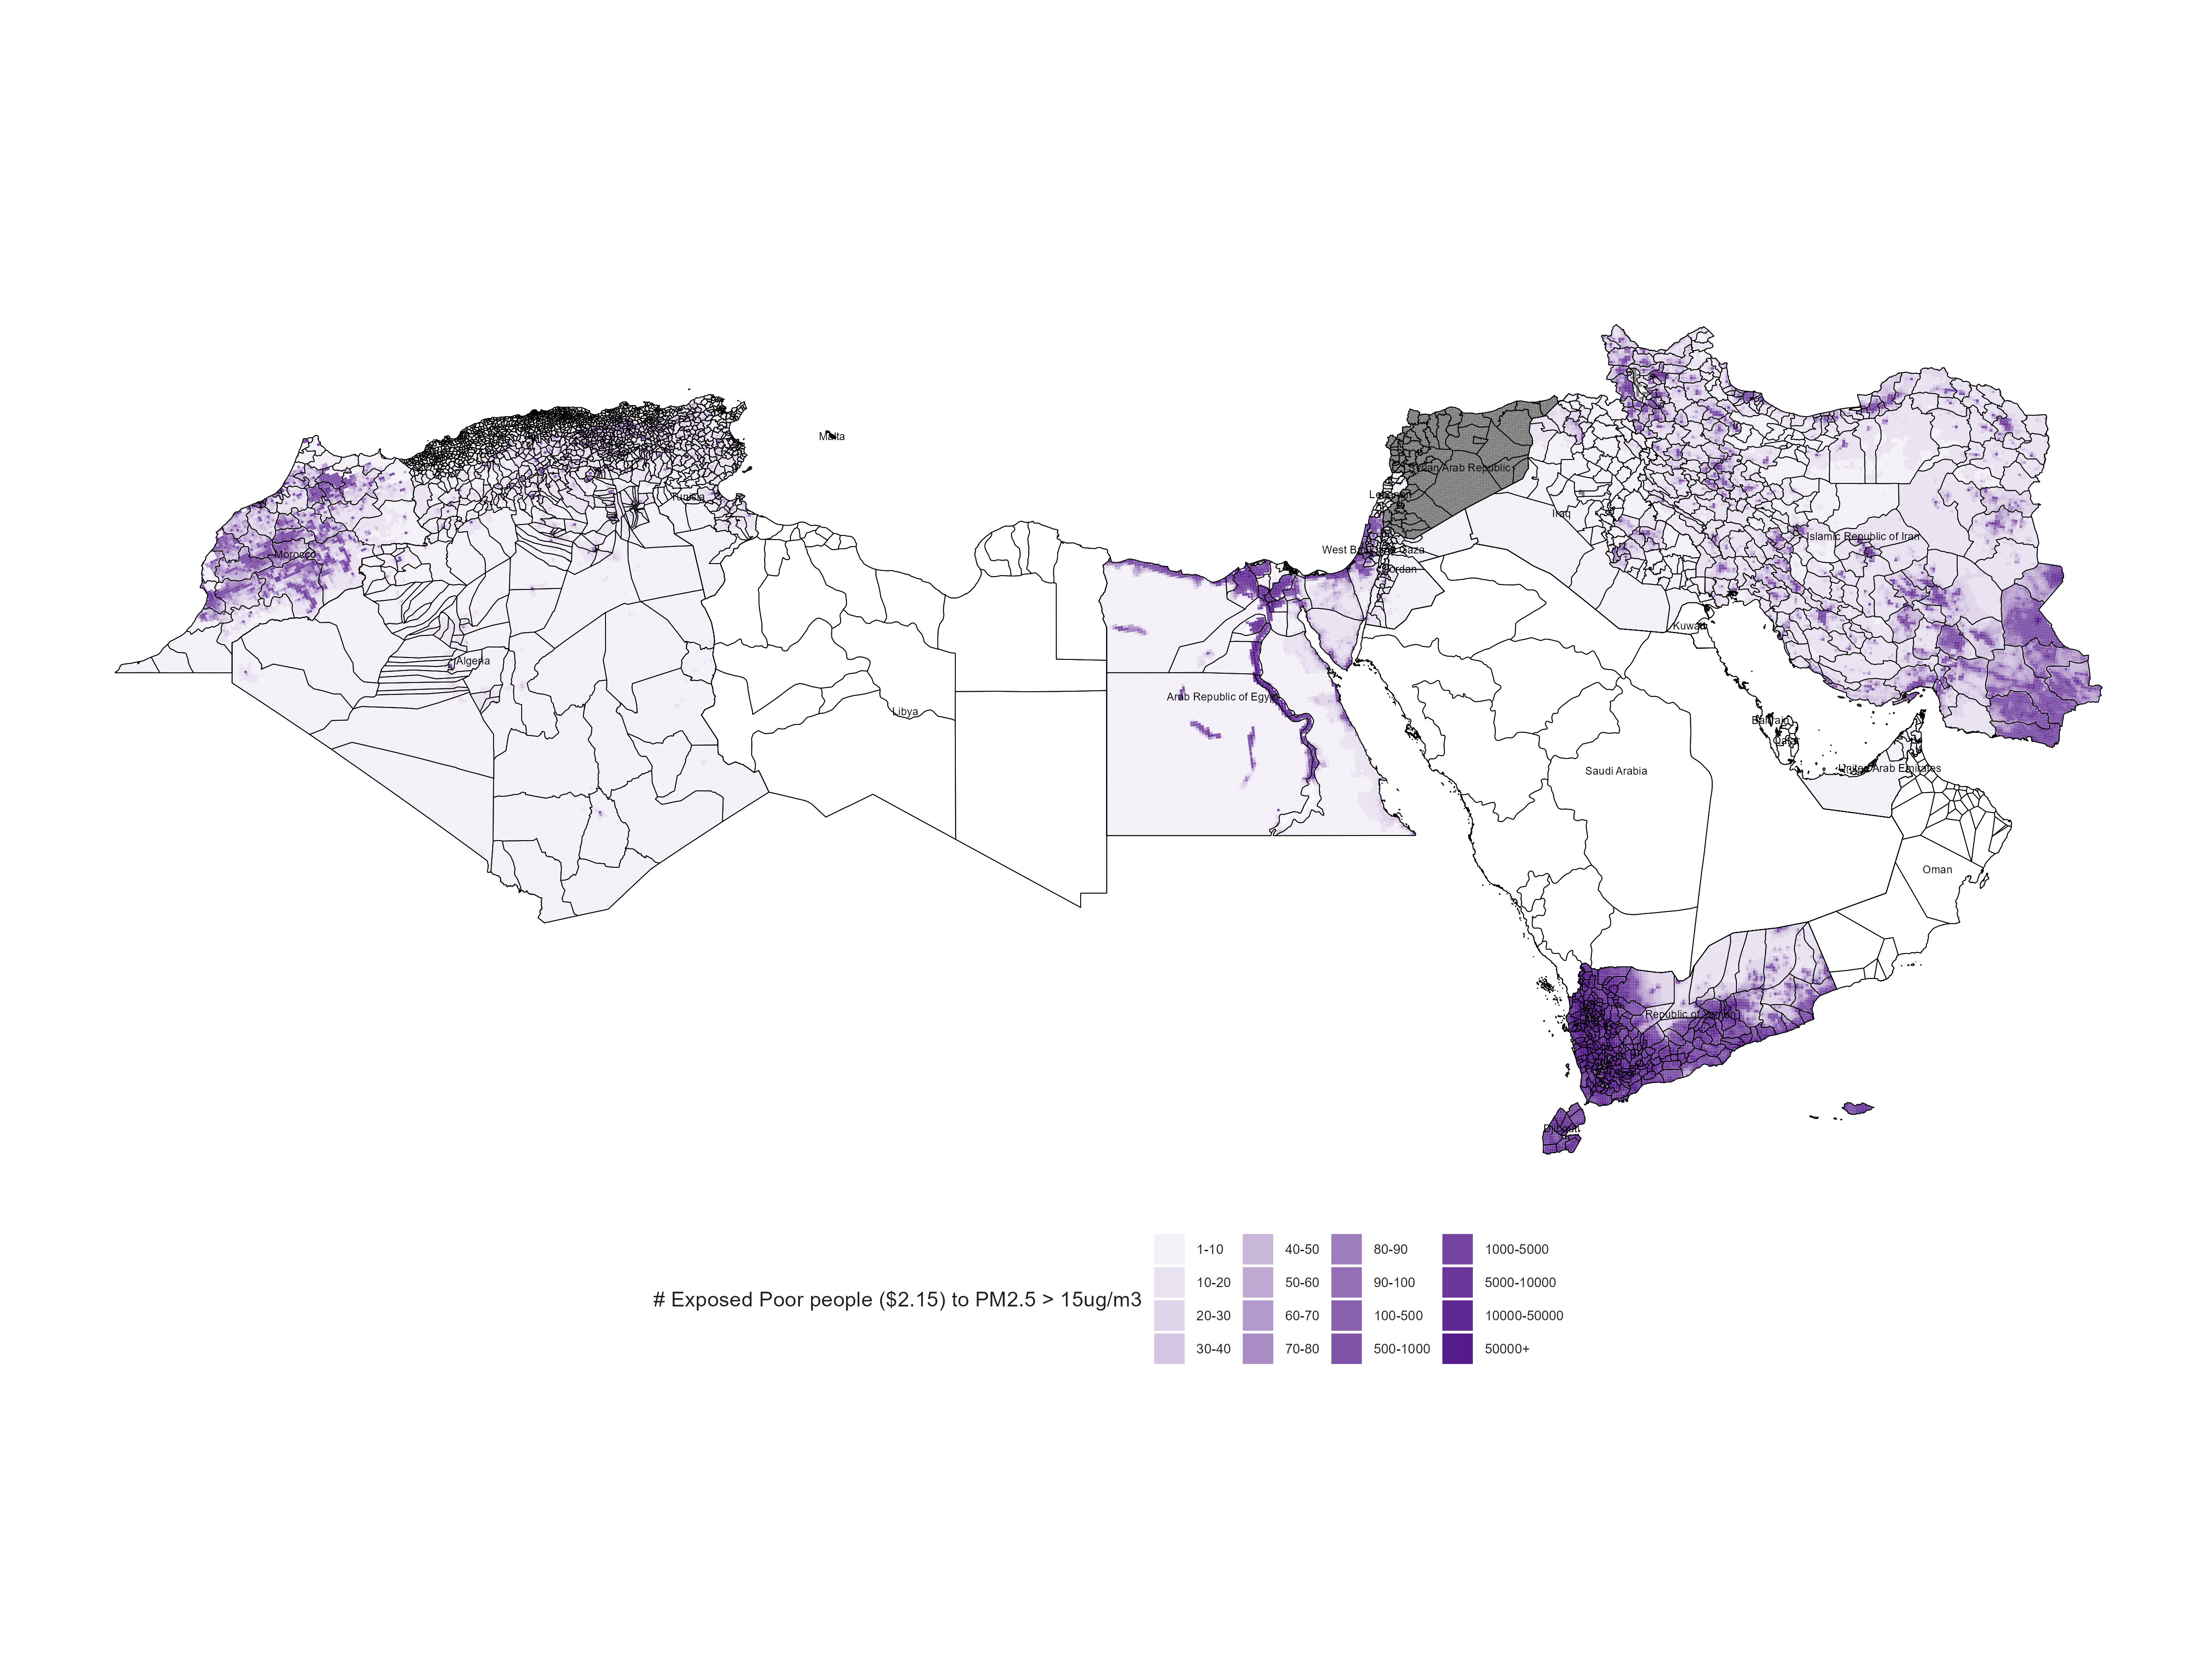 Malta
Syrian Arab Republic
Lebanon
Tunisia
Iraq
Islamic Republic of Iran
Morocco
West Bank and Gaza
Jordan
Kuwait
Algeria
Arab Republic of Egypt
Libya
Bahrain
Qatar
Saudi Arabia
United Arab Emirates
Oman
Republic of Yemen
Djibouti
# Exposed Poor people ($2.15) to PM2.5 > 15ug/m3
1-10
10-20
20-30
30-40
40-50
50-60
60-70
70-80
80-90
90-100
100-500
500-1000
1000-5000
5000-10000
10000-50000
50000+